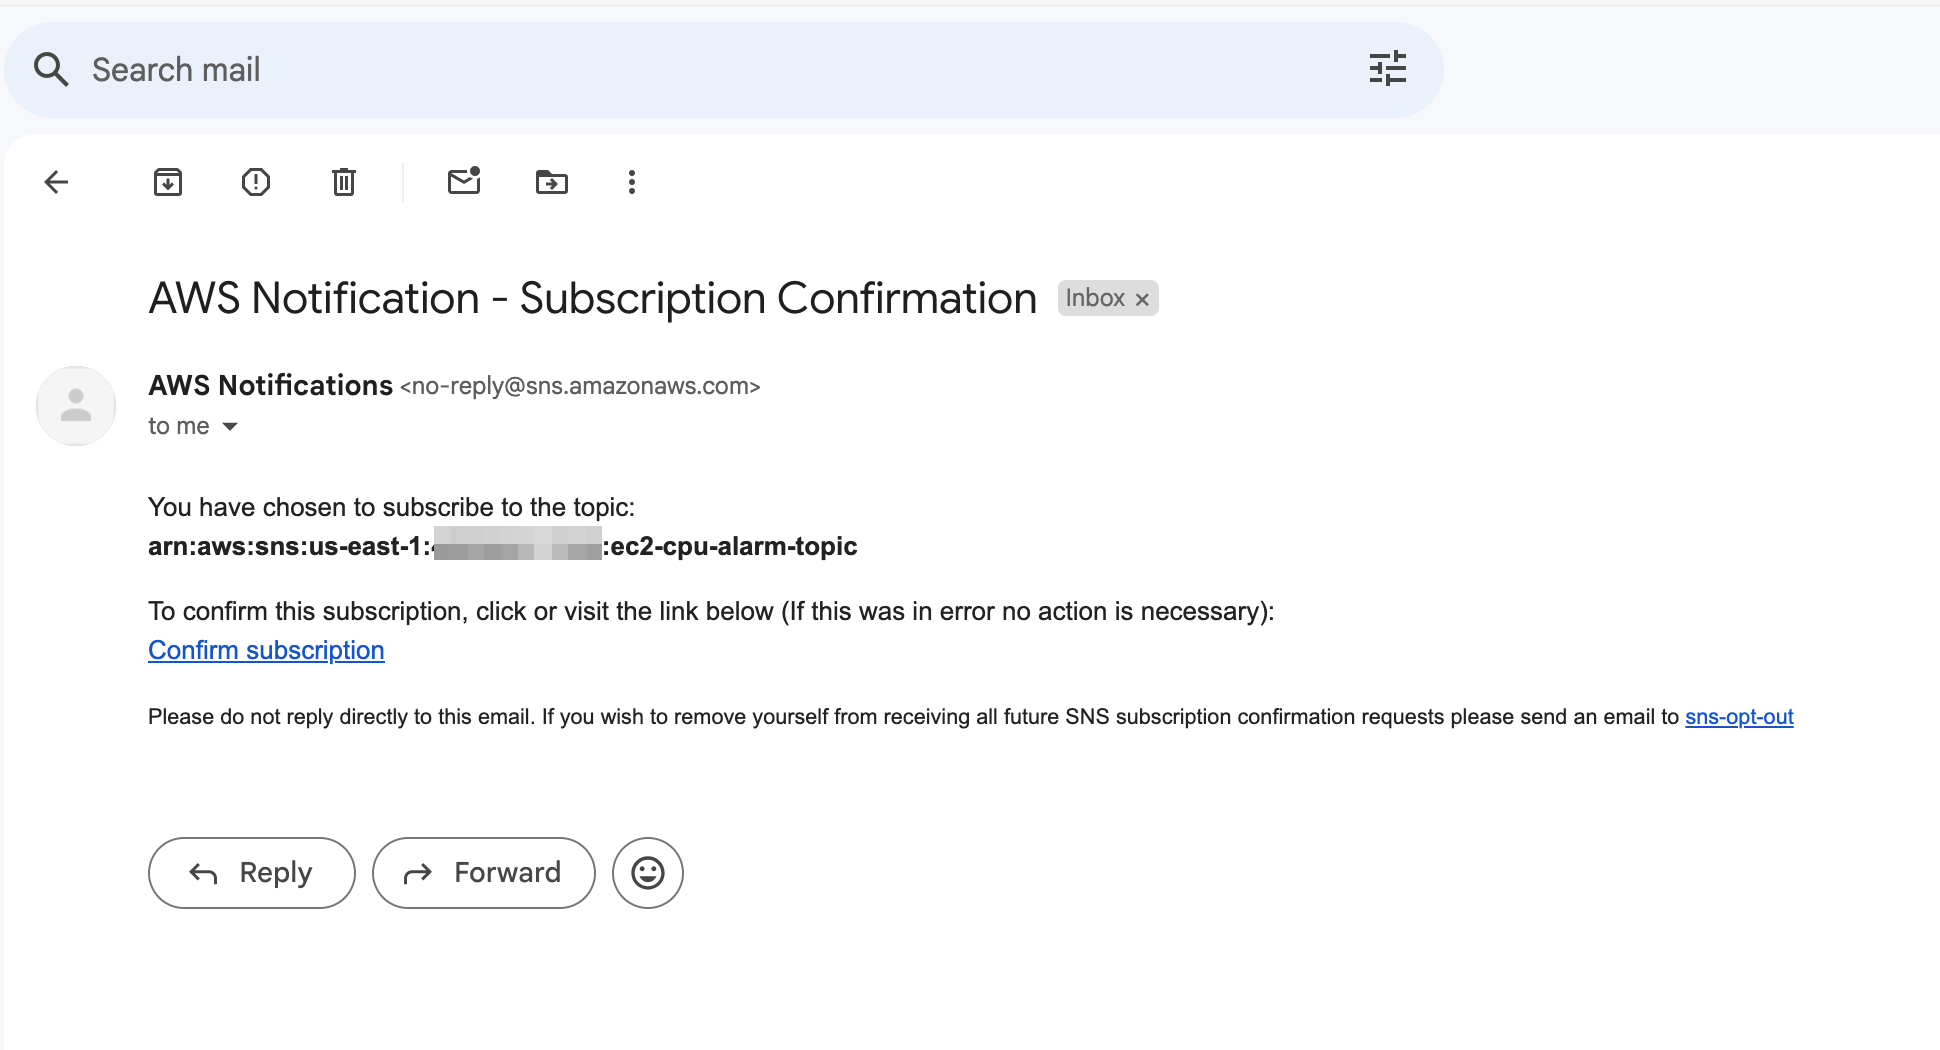 Search mail
AWS Notification - Subscription Confirmation Inbox ×
AWS Notifications <no-reply@sns.amazonaws.com>
to me
You have chosen to subscribe to the topic:
arn:aws:sns:us-east-1: :ec2-cpu-alarm-topic
To confirm this subscription, click or visit the link below (If this was in error no action is necessary):
Confirm subscription
Please do not reply directly to this email. If you wish to remove yourself from receiving all future SNS subscription confirmation requests please send an email to sns-opt-out
Reply Forward